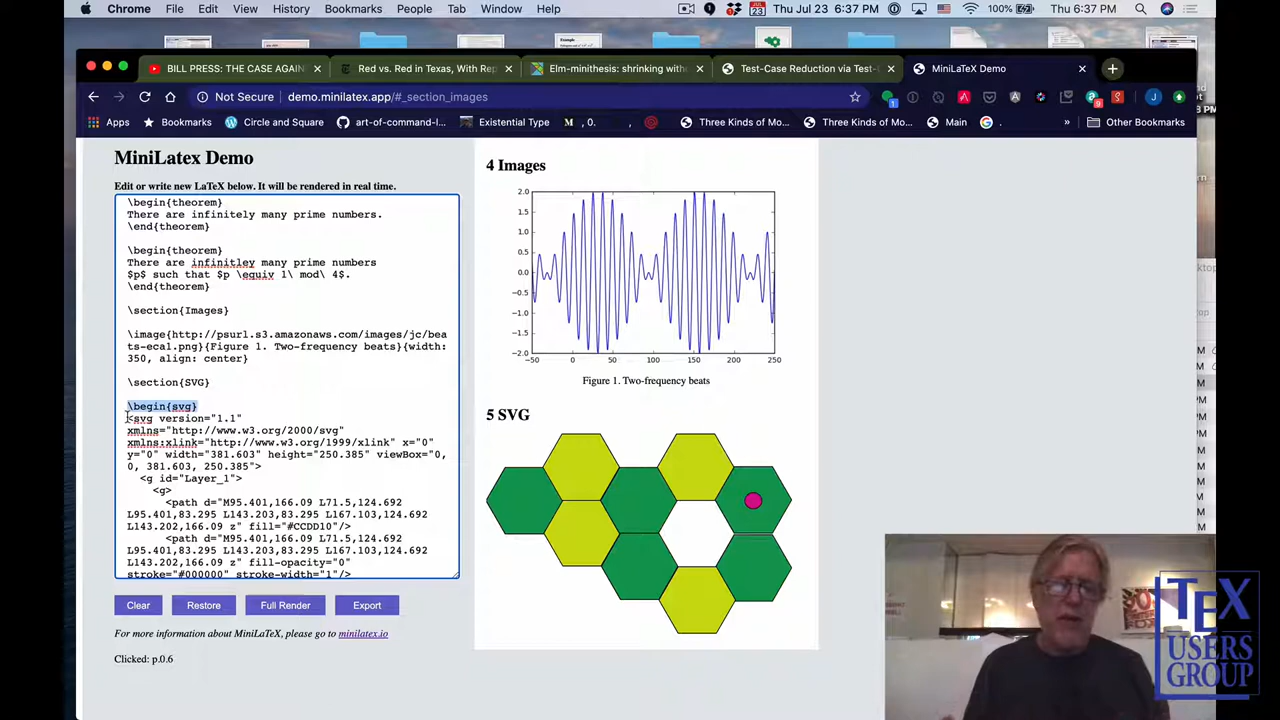 Chrome File Edit View History Bookmarks People Tab Window Help
23 Thu Jul 23 6:37 PM 100% Thu 6:37 PM
BILL PRESS: THE CASE AGAIN
Red vs. Red in Texas, With Rep
Elm-minithesis: shrinking with
Test-Case Reduction via Test-
MiniLaTeX Demo
Not Secure demo.minilatex.app/#_section_images
Apps Bookmarks Circle and Square art-of-command-l... Existential Type M , 0. , Three Kinds of Mo... Three Kinds of Mo... Main . » Other Bookmarks
MiniLatex Demo
Edit or write new LaTeX below. It will be rendered in real time.
\begin{theorem}
There are infinitely many prime numbers.
\end{theorem}
\begin{theorem}
There are infinitley many prime numbers
$p$ such that $p \equiv 1\ mod\ 4$.
\end{theorem}
\section{Images}
\image{http://psurl.s3.amazonaws.com/images/jc/bea
ts-eca1.png}{Figure 1. Two-frequency beats}{width:
350, align: center}
\section{SVG}
\begin{svg}
<svg version="1.1"
xmlns="http://www.w3.org/2000/svg"
xmlns:xlink="http://www.w3.org/1999/xlink" x="0"
y="0" width="381.603" height="250.385" viewBox="0,
0, 381.603, 250.385">
<g id="Layer_1">
<g>
<path d="M95.401,166.09 L71.5,124.692
L95.401,83.295 L143.203,83.295 L167.103,124.692
L143.202,166.09 z" fill="#CCDD10"/>
<path d="M95.401,166.09 L71.5,124.692
L95.401,83.295 L143.203,83.295 L167.103,124.692
L143.202,166.09 z" fill-opacity="0"
stroke="#000000" stroke-width="1"/>
Clear Restore Full Render Export
For more information about MiniLaTeX, please go to minilatex.io
Clicked: p.0.6
4 Images
2.0
1.5
1.0
0.5
0.0
−0.5
−1.0
−1.5
−2.0
−50 0 50 100 150 200 250
Figure 1. Two-frequency beats
5 SVG
TEX
USERS
GROUP